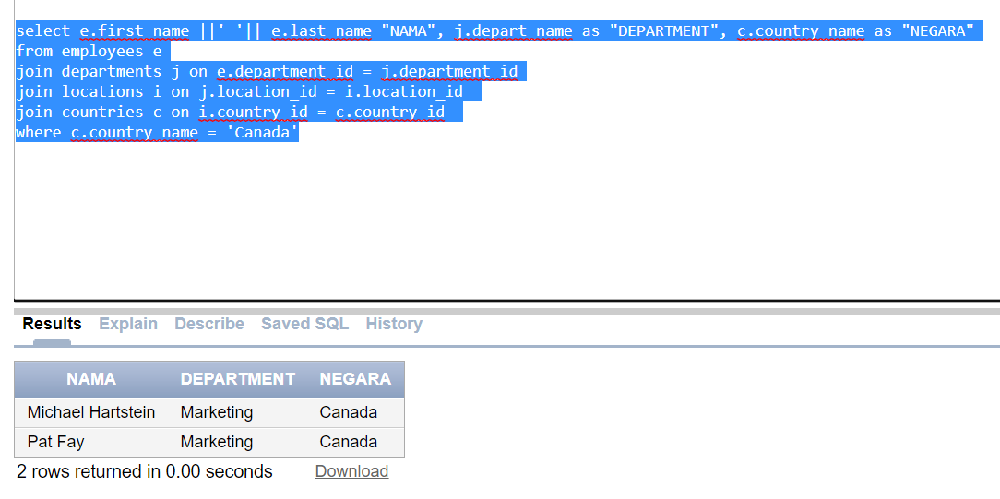 select e.first_name ||' '|| e.last_name "NAMA", j.depart_name as "DEPARTMENT", c.country_name as "NEGARA"
from employees e
join departments j on e.department_id = j.department_id
join locations i on j.location_id = i.location_id
join countries c on i.country_id = c.country_id
where c.country_name = 'Canada'
Results Explain Describe Saved SQL History
NAMA DEPARTMENT NEGARA
Michael Hartstein Marketing Canada
Pat Fay Marketing Canada
2 rows returned in 0.00 seconds Download